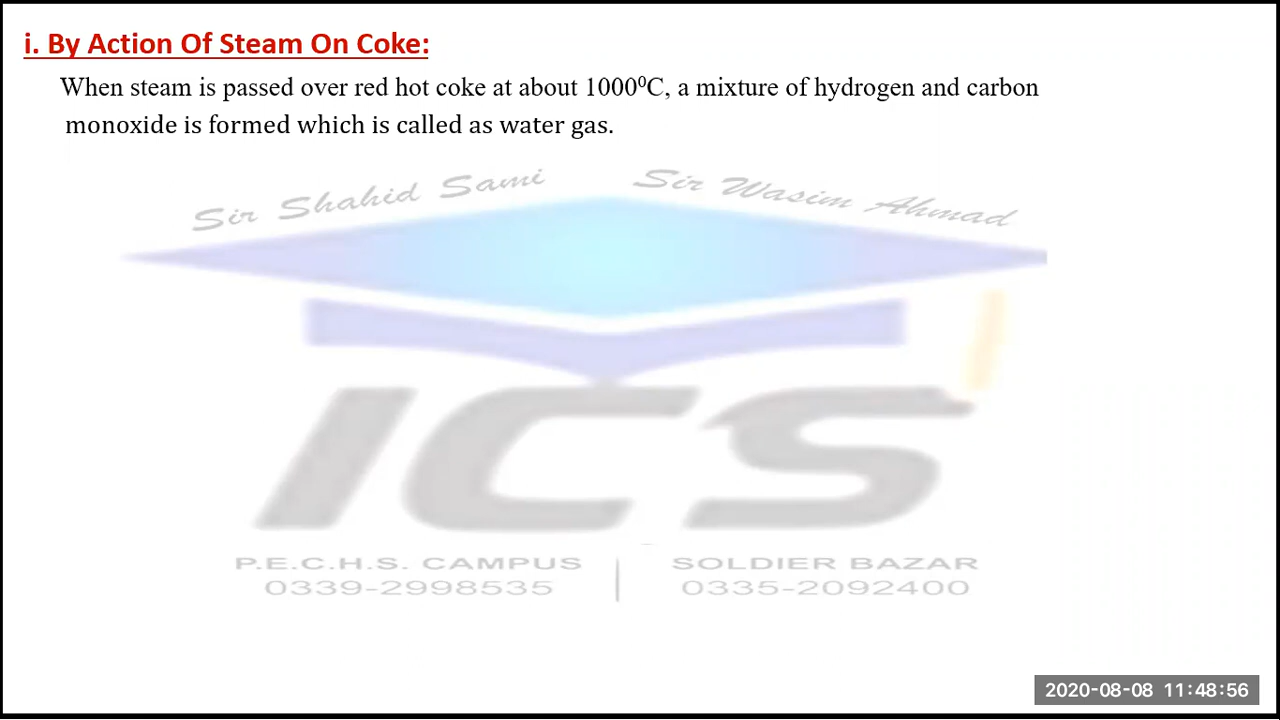 i. By Action Of Steam On Coke:
When steam is passed over red hot coke at about 1000⁰C, a mixture of hydrogen and carbon
monoxide is formed which is called as water gas.
Sir Shahid Sami Sir Wasim Ahmad
ICS
P.E.C.H.S. CAMPUS | SOLDIER BAZAR
0339-2998535 | 0335-2092400
2020-08-08 11:48:56